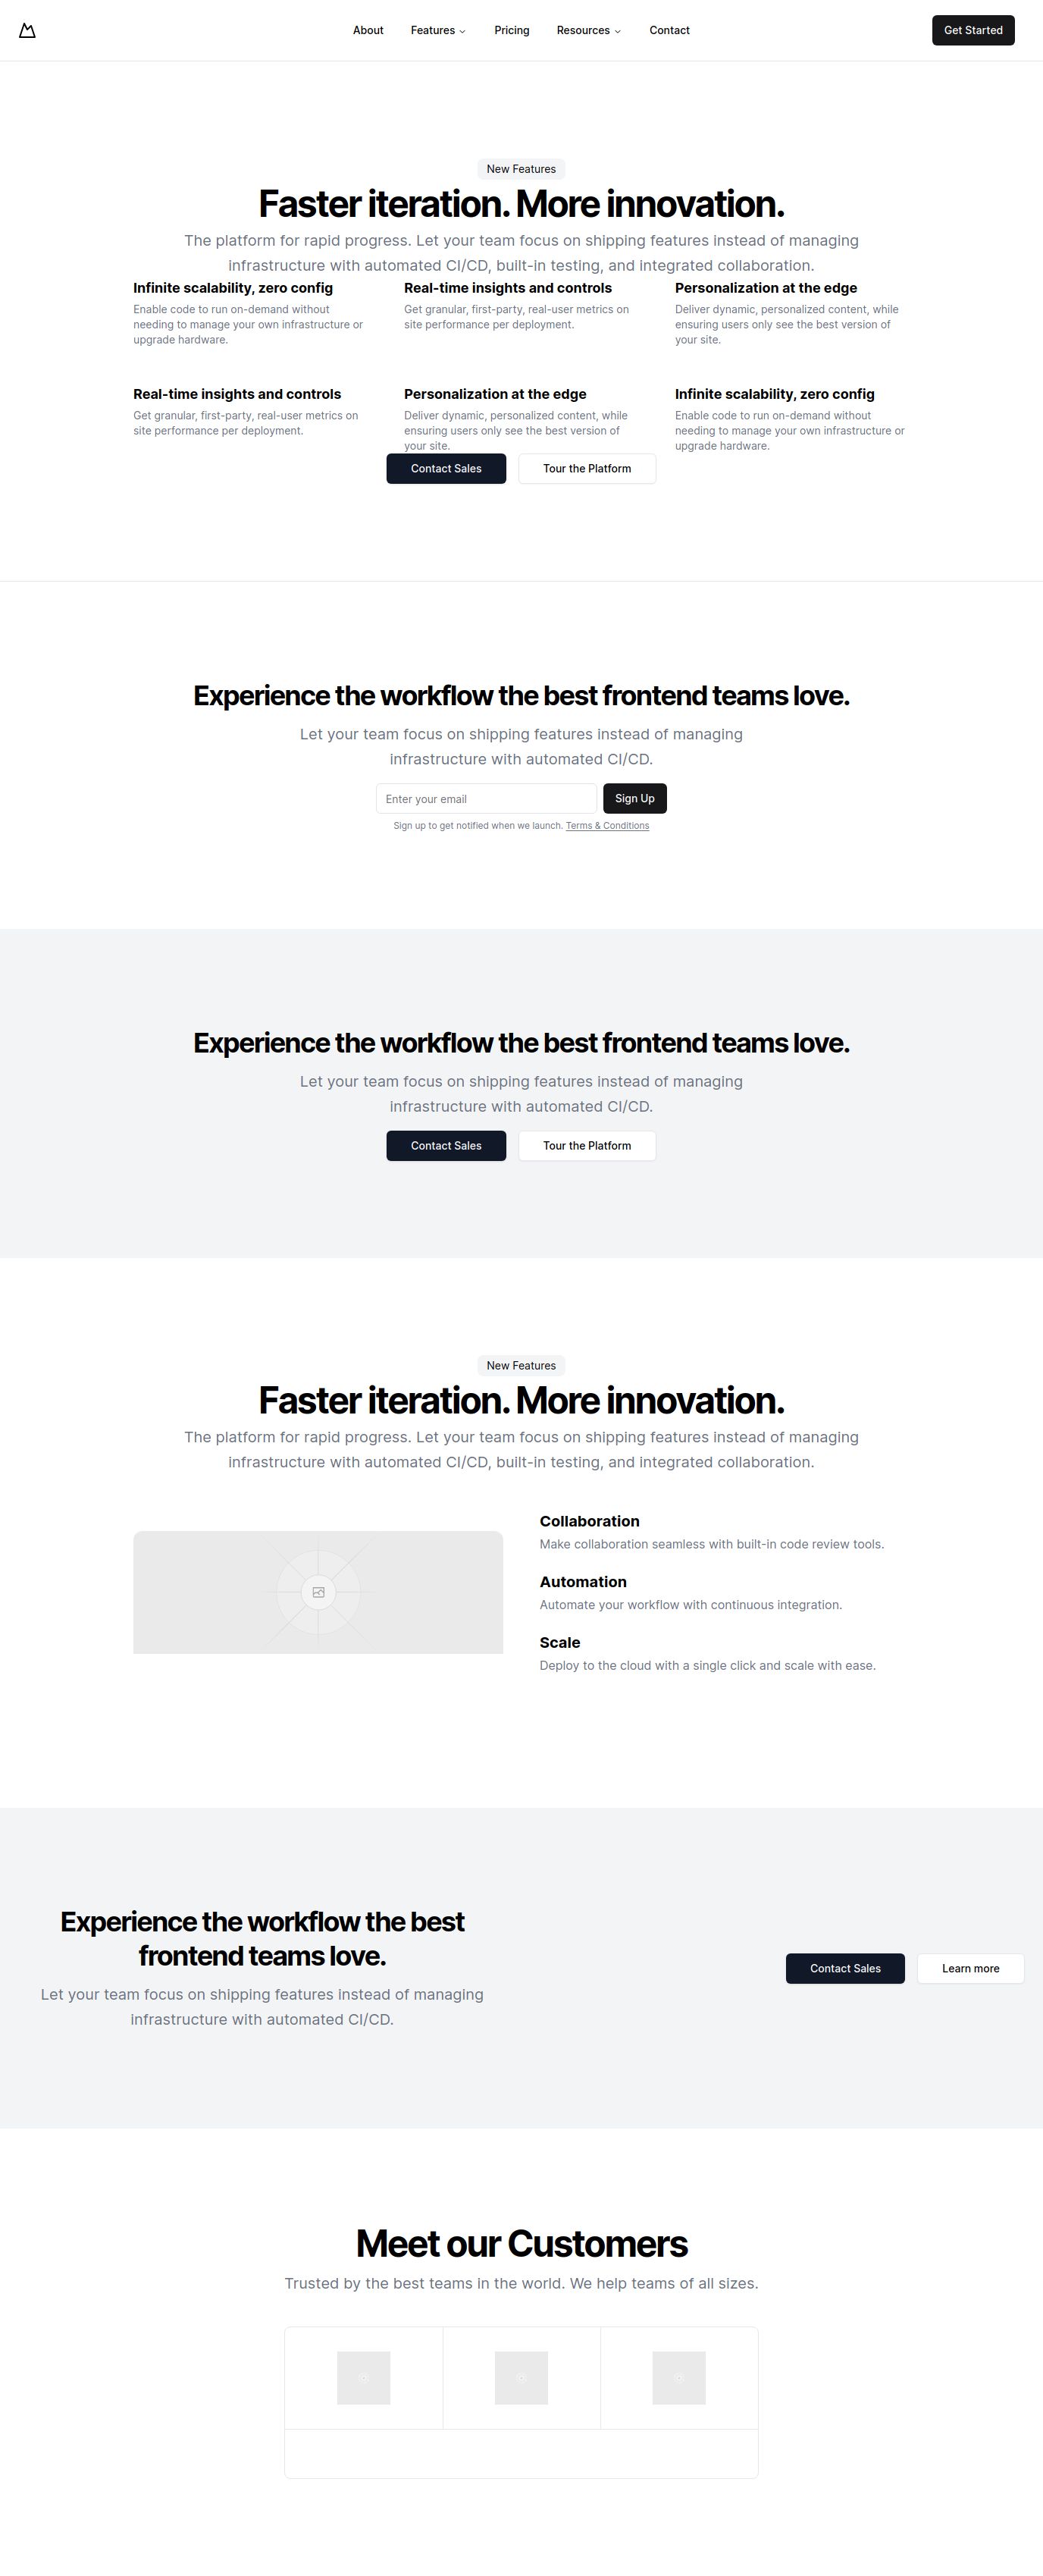 About
Features
Pricing
Resources
Contact
Get Started
New Features
Faster iteration. More innovation.
The platform for rapid progress. Let your team focus on shipping features instead of managing
infrastructure with automated CI/CD, built-in testing, and integrated collaboration.
Infinite scalability, zero config
Enable code to run on-demand without
needing to manage your own infrastructure or
upgrade hardware.
Real-time insights and controls
Get granular, first-party, real-user metrics on
site performance per deployment.
Personalization at the edge
Deliver dynamic, personalized content, while
ensuring users only see the best version of
your site.
Real-time insights and controls
Get granular, first-party, real-user metrics on
site performance per deployment.
Personalization at the edge
Deliver dynamic, personalized content, while
ensuring users only see the best version of
your site.
Infinite scalability, zero config
Enable code to run on-demand without
needing to manage your own infrastructure or
upgrade hardware.
Contact Sales
Tour the Platform
Experience the workflow the best frontend teams love.
Let your team focus on shipping features instead of managing
infrastructure with automated CI/CD.
Enter your email
Sign Up
Sign up to get notified when we launch. Terms & Conditions
Experience the workflow the best frontend teams love.
Let your team focus on shipping features instead of managing
infrastructure with automated CI/CD.
Contact Sales
Tour the Platform
New Features
Faster iteration. More innovation.
The platform for rapid progress. Let your team focus on shipping features instead of managing
infrastructure with automated CI/CD, built-in testing, and integrated collaboration.
Collaboration
Make collaboration seamless with built-in code review tools.
Automation
Automate your workflow with continuous integration.
Scale
Deploy to the cloud with a single click and scale with ease.
Experience the workflow the best
frontend teams love.
Let your team focus on shipping features instead of managing
infrastructure with automated CI/CD.
Contact Sales
Learn more
Meet our Customers
Trusted by the best teams in the world. We help teams of all sizes.